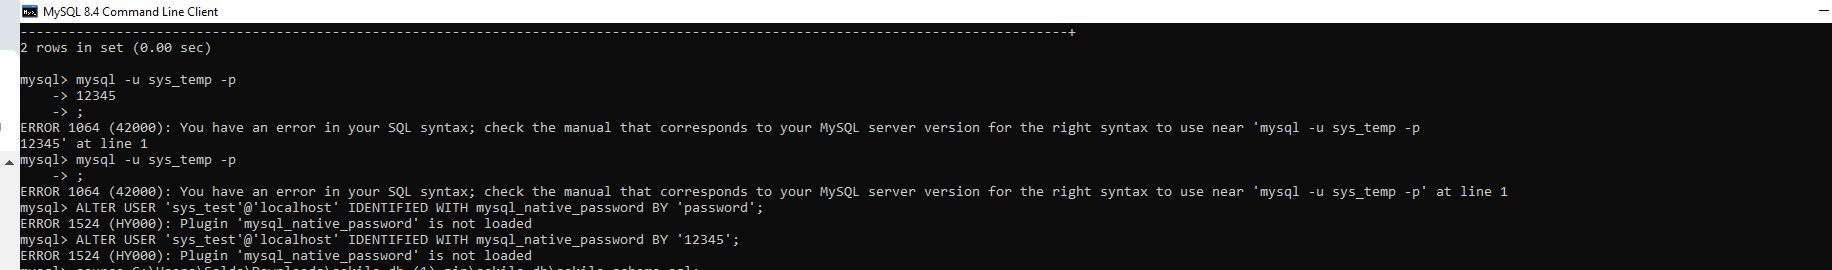 MySQL 8.4 Command Line Client
-----------------------------------------------------------------------------------------------------------------------------------+
2 rows in set (0.00 sec)
mysql> mysql -u sys_temp -p
    -> 12345
    -> ;
ERROR 1064 (42000): You have an error in your SQL syntax; check the manual that corresponds to your MySQL server version for the right syntax to use near 'mysql -u sys_temp -p
12345' at line 1
mysql> mysql -u sys_temp -p
    -> ;
ERROR 1064 (42000): You have an error in your SQL syntax; check the manual that corresponds to your MySQL server version for the right syntax to use near 'mysql -u sys_temp -p' at line 1
mysql> ALTER USER 'sys_test'@'localhost' IDENTIFIED WITH mysql_native_password BY 'password';
ERROR 1524 (HY000): Plugin 'mysql_native_password' is not loaded
mysql> ALTER USER 'sys_test'@'localhost' IDENTIFIED WITH mysql_native_password BY '12345';
ERROR 1524 (HY000): Plugin 'mysql_native_password' is not loaded